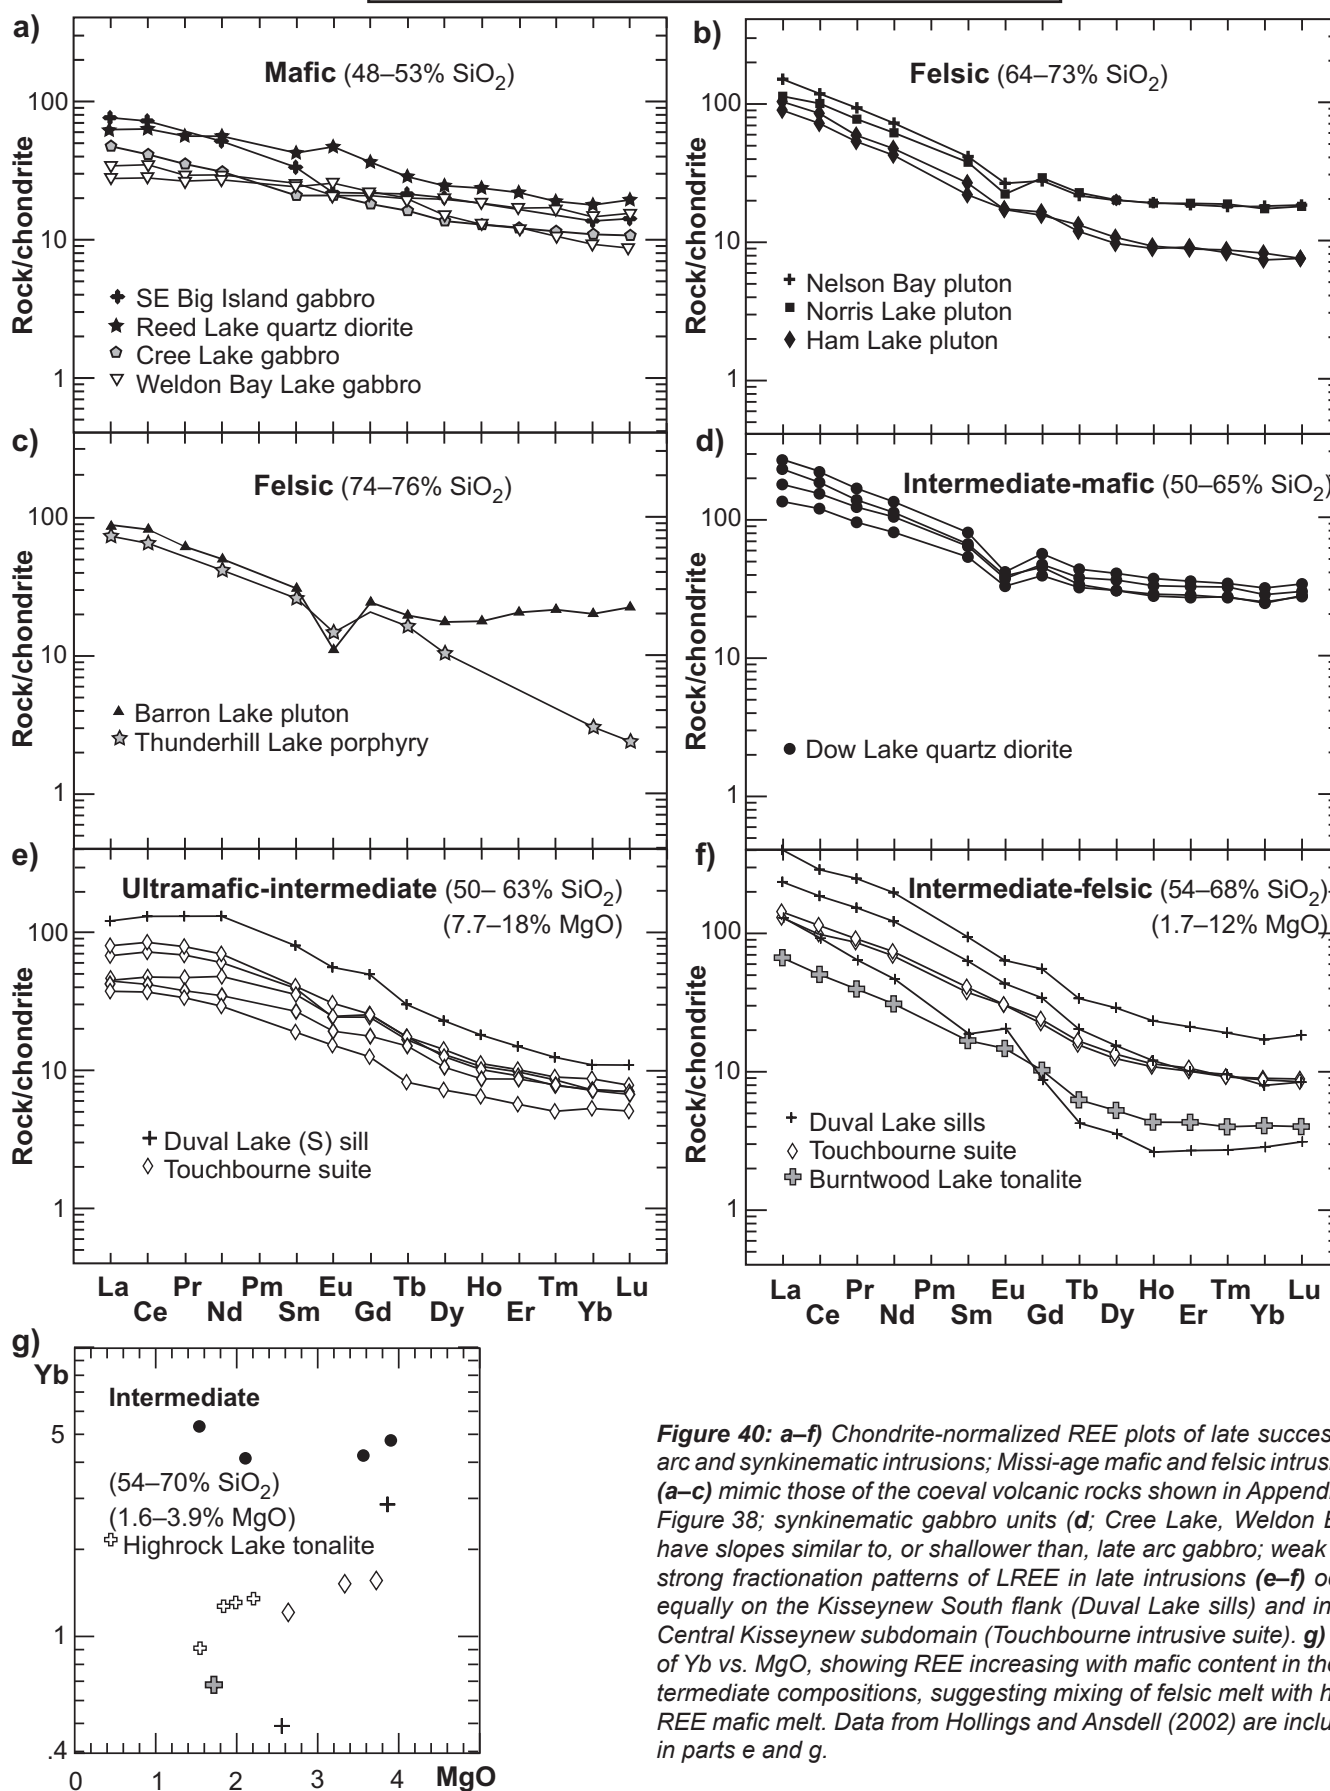 a)
Mafic (48–53% SiO2)
100
10
1
Rock/chondrite
SE Big Island gabbro
Reed Lake quartz diorite
Cree Lake gabbro
Weldon Bay Lake gabbro
b)
Felsic (64–73% SiO2)
100
10
1
Rock/chondrite
Nelson Bay pluton
Norris Lake pluton
Ham Lake pluton
c)
Felsic (74–76% SiO2)
100
10
1
Rock/chondrite
Barron Lake pluton
Thunderhill Lake porphyry
d)
Intermediate-mafic (50–65% SiO2)
100
10
1
Rock/chondrite
Dow Lake quartz diorite
e)
Ultramafic-intermediate (50– 63% SiO2)
(7.7–18% MgO)
100
10
1
Rock/chondrite
Duval Lake (S) sill
Touchbourne suite
La Ce Pr Nd Pm Sm Eu Gd Tb Dy Ho Er Tm Yb Lu
f)
Intermediate-felsic (54–68% SiO2)
(1.7–12% MgO)
100
10
1
Rock/chondrite
Duval Lake sills
Touchbourne suite
Burntwood Lake tonalite
La Ce Pr Nd Pm Sm Eu Gd Tb Dy Ho Er Tm Yb Lu
g)
Yb
Intermediate
5
(54–70% SiO2)
(1.6–3.9% MgO)
Highrock Lake tonalite
1
.4
0 1 2 3 4 MgO
Figure 40: a–f) Chondrite-normalized REE plots of late succes
arc and synkinematic intrusions; Missi-age mafic and felsic intrus
(a–c) mimic those of the coeval volcanic rocks shown in Append
Figure 38; synkinematic gabbro units (d; Cree Lake, Weldon B
have slopes similar to, or shallower than, late arc gabbro; weak
strong fractionation patterns of LREE in late intrusions (e–f) oc
equally on the Kisseynew South flank (Duval Lake sills) and in
Central Kisseynew subdomain (Touchbourne intrusive suite). g)
of Yb vs. MgO, showing REE increasing with mafic content in the
termediate compositions, suggesting mixing of felsic melt with h
REE mafic melt. Data from Hollings and Ansdell (2002) are inclu
in parts e and g.